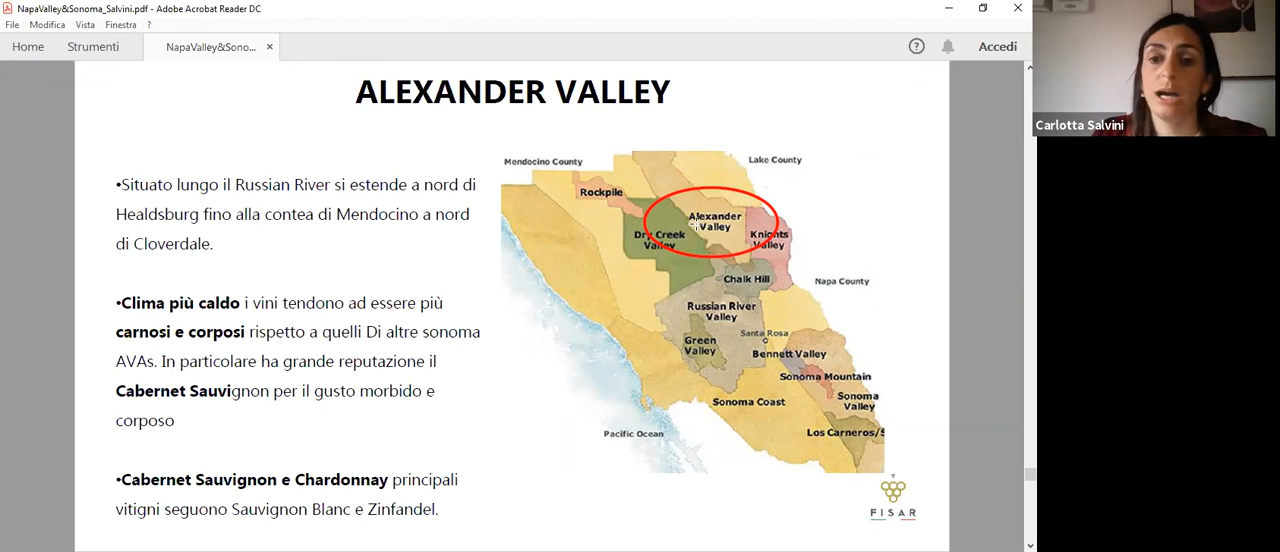 NapaValley&Sonoma_Salvini.pdf - Adobe Acrobat Reader DC
File Modifica Vista Finestra ?
Home Strumenti NapaValley&Sono... × ? Accedi
Carlotta Salvini
ALEXANDER VALLEY
•Situato lungo il Russian River si estende a nord di
Healdsburg fino alla contea di Mendocino a nord
di Cloverdale.
•Clima più caldo i vini tendono ad essere più
carnosi e corposi rispetto a quelli Di altre sonoma
AVAs. In particolare ha grande reputazione il
Cabernet Sauvignon per il gusto morbido e
corposo
•Cabernet Sauvignon e Chardonnay principali
vitigni seguono Sauvignon Blanc e Zinfandel.
Mendocino County
Lake County
Rockpile
Alexander
Valley
Dry Creek
Valley
Knights
Valley
Chalk Hill
Napa County
Russian River
Valley
Santa Rosa
Green
Valley
Bennett Valley
Sonoma Mountain
Sonoma
Valley
Sonoma Coast
Los Carneros/S
Pacific Ocean
FISAR